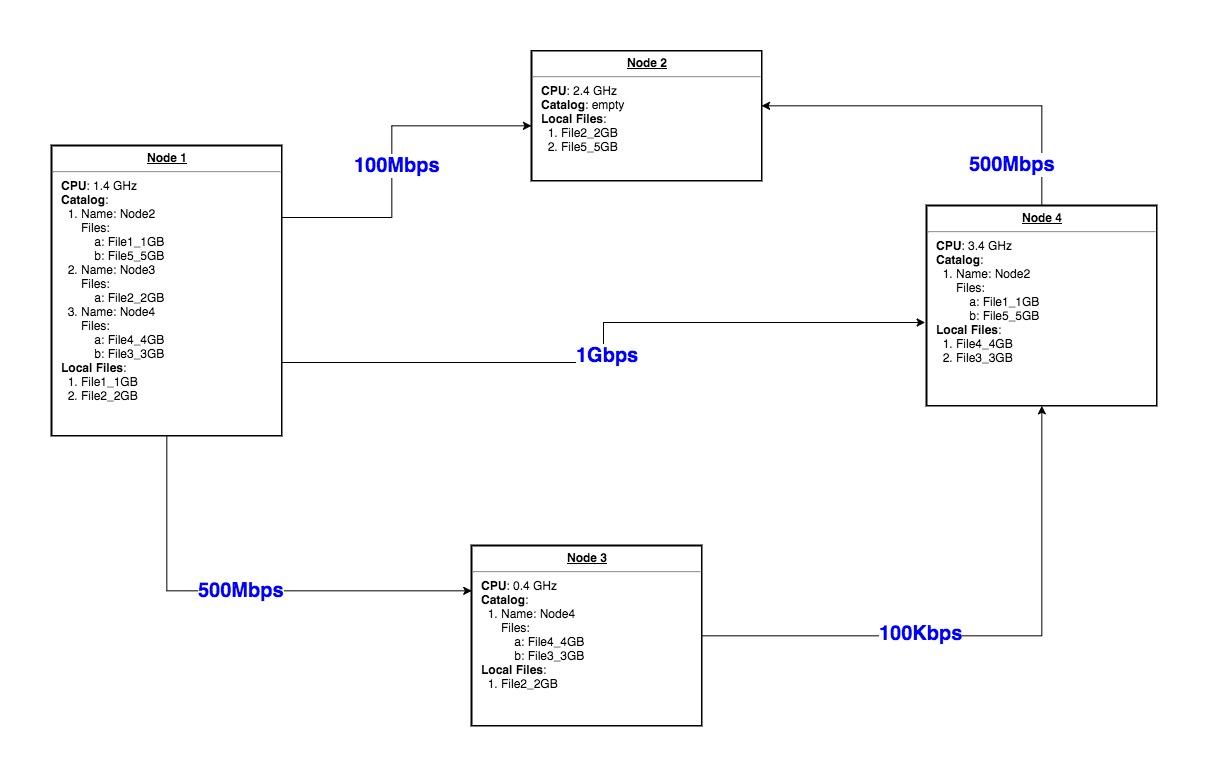 Node 2
CPU: 2.4 GHz
Catalog: empty
Local Files:
1. File2_2GB
2. File5_5GB
100Mbps
500Mbps
Node 1
CPU: 1.4 GHz
Catalog:
1. Name: Node2
Files:
a: File1_1GB
b: File5_5GB
2. Name: Node3
Files:
a: File2_2GB
3. Name: Node4
Files:
a: File4_4GB
b: File3_3GB
Local Files:
1. File1_1GB
2. File2_2GB
1Gbps
Node 4
CPU: 3.4 GHz
Catalog:
1. Name: Node2
Files:
a: File1_1GB
b: File5_5GB
Local Files:
1. File4_4GB
2. File3_3GB
500Mbps
Node 3
CPU: 0.4 GHz
Catalog:
1. Name: Node4
Files:
a: File4_4GB
b: File3_3GB
Local Files:
1. File2_2GB
100Kbps